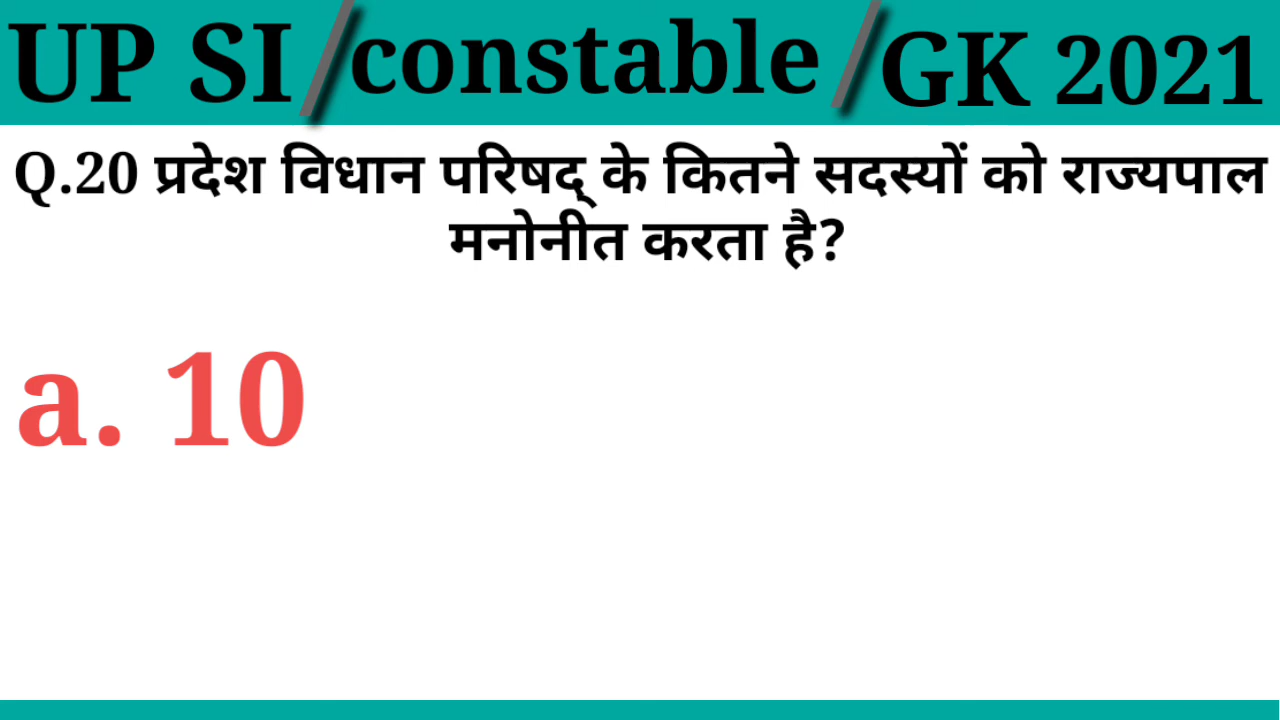 UP SI/constable/GK 2021
Q.20 प्रदेश विधान परिषद् के कितने सदस्यों को राज्यपाल
मनोनीत करता है?
a. 10